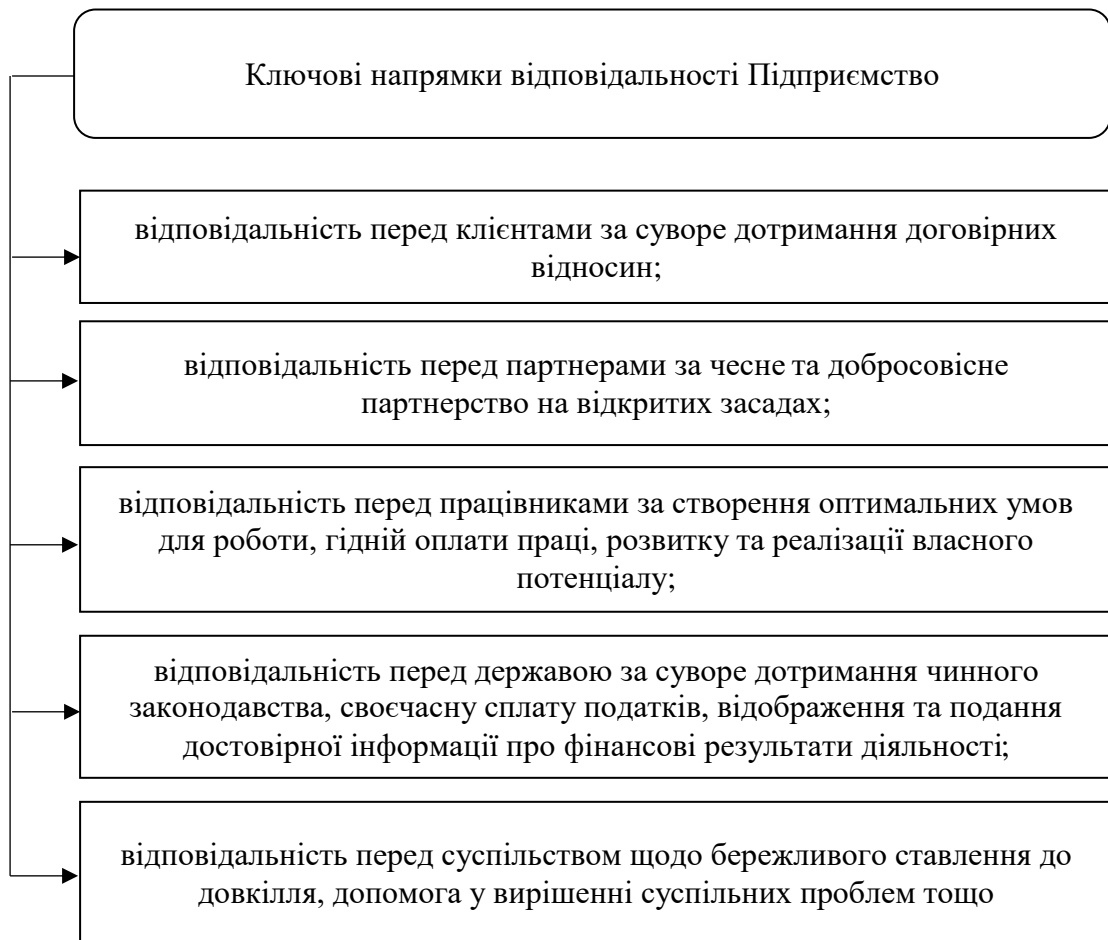 Ключові напрямки відповідальності Підприємство
відповідальність перед клієнтами за суворе дотримання договірних
відносин;
відповідальність перед партнерами за чесне та добросовісне
партнерство на відкритих засадах;
відповідальність перед працівниками за створення оптимальних умов
для роботи, гідній оплати праці, розвитку та реалізації власного
потенціалу;
відповідальність перед державою за суворе дотримання чинного
законодавства, своєчасну сплату податків, відображення та подання
достовірної інформації про фінансові результати діяльності;
відповідальність перед суспільством щодо бережливого ставлення до
довкілля, допомога у вирішенні суспільних проблем тощо